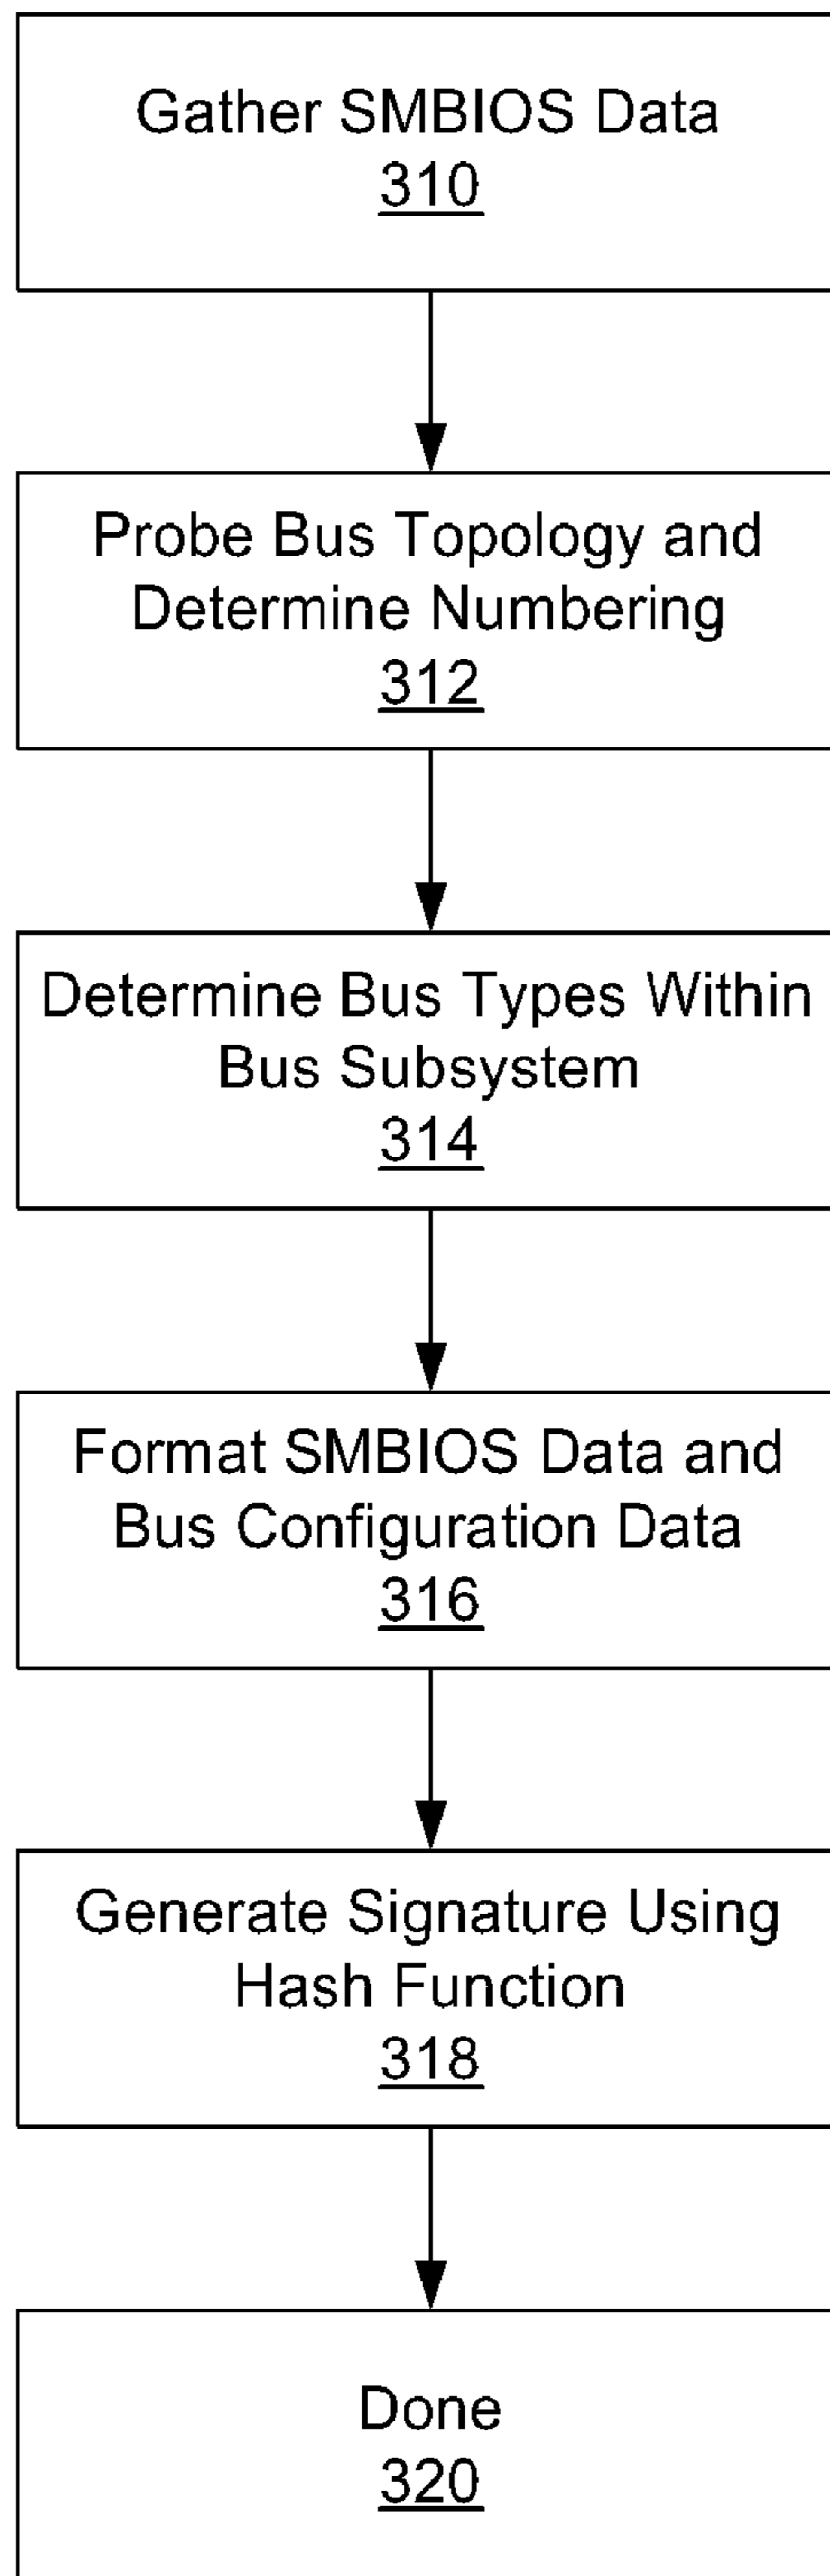 Gather SMBIOS Data
310
Probe Bus Topology and
Determine Numbering
312
Determine Bus Types Within
Bus Subsystem
314
Format SMBIOS Data and
Bus Configuration Data
316
Generate Signature Using
Hash Function
318
Done
320